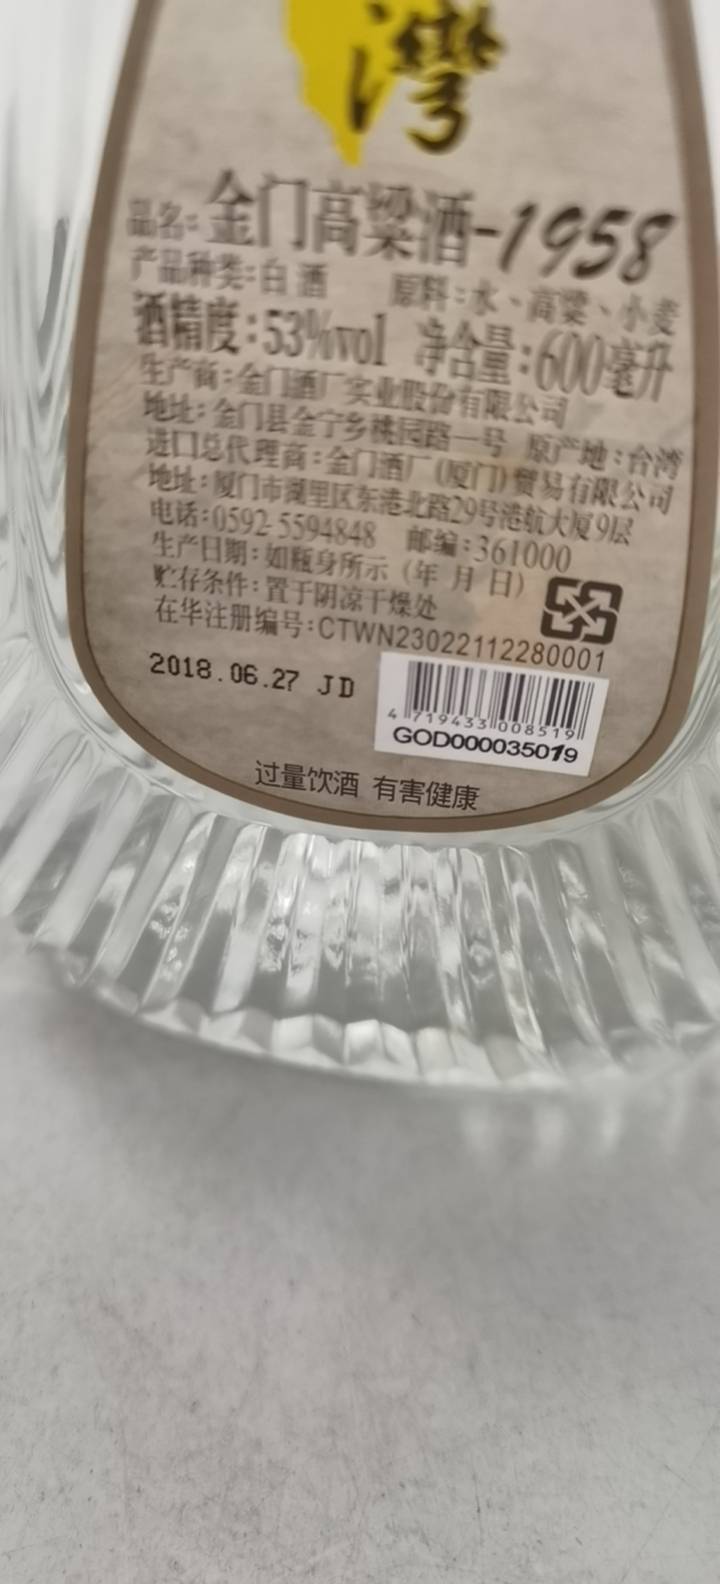 灣
品名:金门高粱酒-1958
产品种类:白酒 原料:水、高粱、小麦
酒精度:53%vol 净含量:600毫升
生产商:金门酒厂实业股份有限公司
地址:金门县金宁乡桃园路一号 原产地:台湾
进口总代理商:金门酒厂(厦门)贸易有限公司
地址:厦门市湖里区东港北路29号港航大厦9层
电话:0592-5594848 邮编:361000
生产日期:如瓶身所示(年 月 日)
贮存条件:置于阴凉干燥处
在华注册编号:CTWN23022112280001
2018.06.27 JD
4 719433 008519
GOD000035019
过量饮酒 有害健康